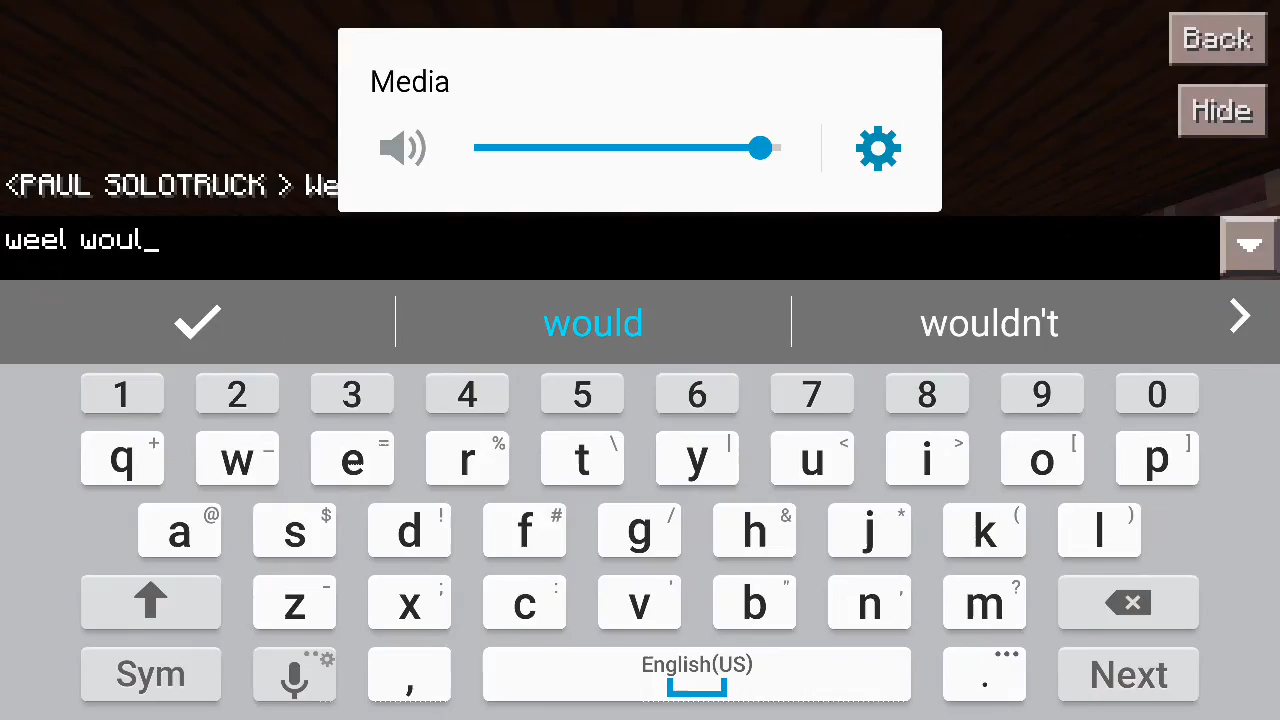 Back
Media
Hide
<PAUL SOLOTRUCK > We
weel woul_
would wouldn't
1 2 3 4 5 6 7 8 9 0
q + w _ e = r % t \ y | u < i > o [ p ]
a @ s $ d ! f # g / h & j * k ( l )
z - x ; c : v ' b " n , m ?
Sym , English(US) . Next